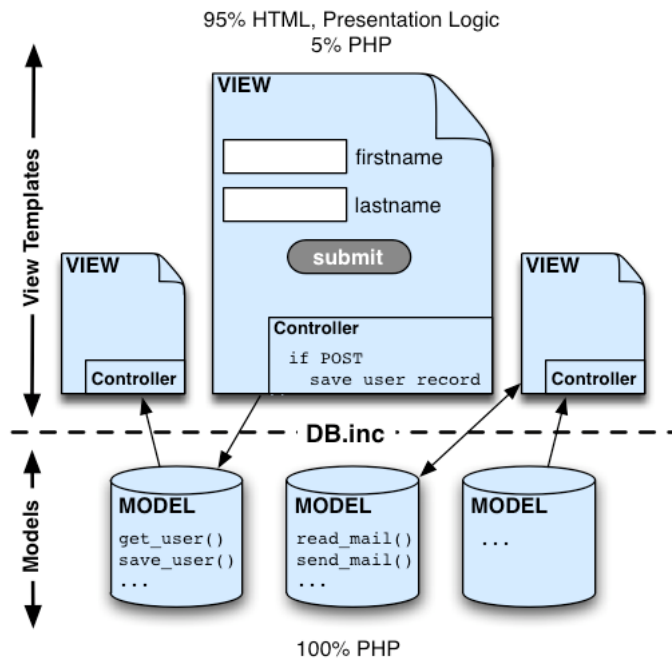 95% HTML, Presentation Logic
5% PHP
View Templates
VIEW
firstname
lastname
submit
Controller
if POST
save user record
VIEW
Controller
VIEW
Controller
DB.inc
Models
MODEL
get_user()
save_user()
...
MODEL
read_mail()
send_mail()
...
MODEL
...
100% PHP